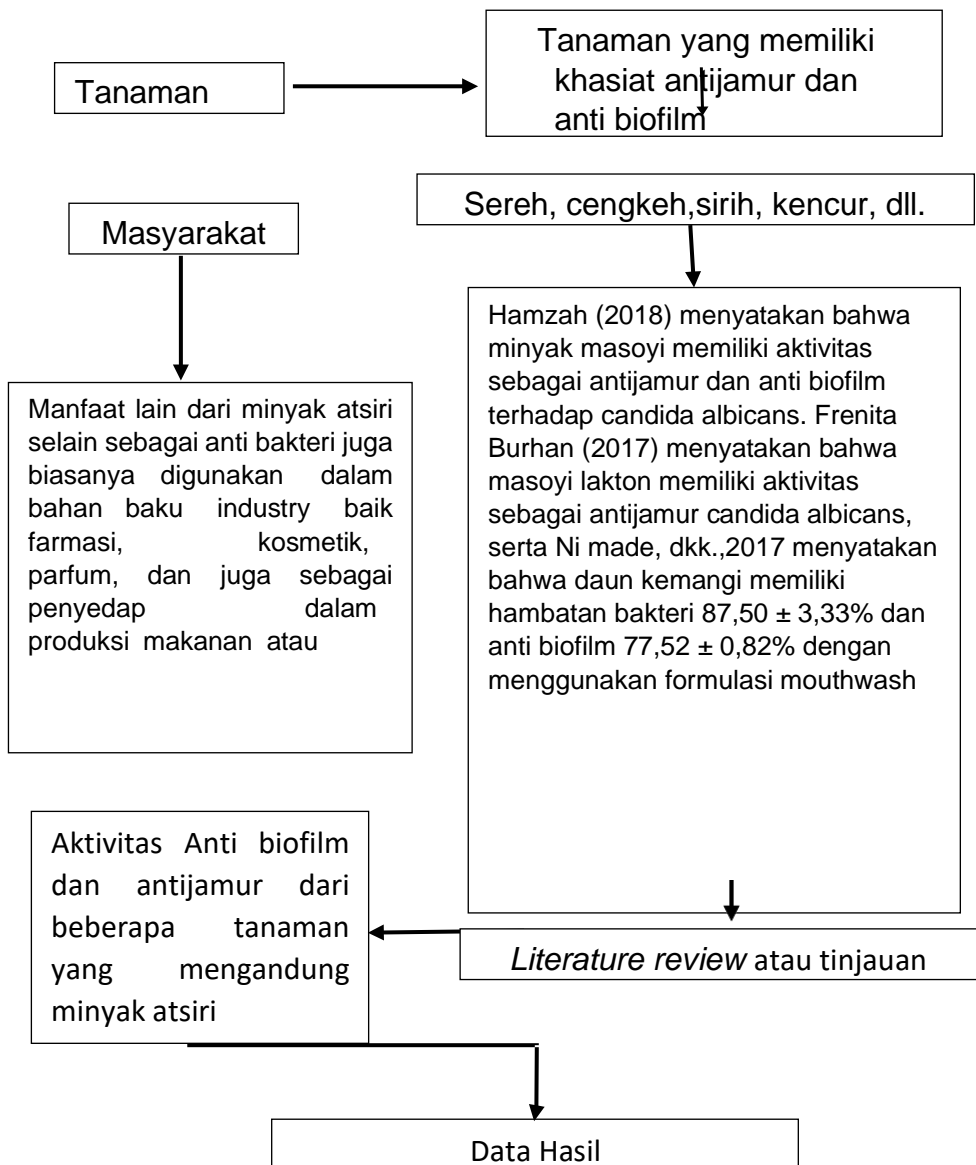 Tanaman
Tanaman yang memiliki
khasiat antijamur dan
anti biofilm
Sereh, cengkeh,sirih, kencur, dll.
Masyarakat
Manfaat lain dari minyak atsiri
selain sebagai anti bakteri juga
biasanya digunakan dalam
bahan baku industry baik
farmasi, kosmetik,
parfum, dan juga sebagai
penyedap dalam
produksi makanan atau
Hamzah (2018) menyatakan bahwa
minyak masoyi memiliki aktivitas
sebagai antijamur dan anti biofilm
terhadap candida albicans. Frenita
Burhan (2017) menyatakan bahwa
masoyi lakton memiliki aktivitas
sebagai antijamur candida albicans,
serta Ni made, dkk.,2017 menyatakan
bahwa daun kemangi memiliki
hambatan bakteri 87,50 ± 3,33% dan
anti biofilm 77,52 ± 0,82% dengan
menggunakan formulasi mouthwash
Aktivitas Anti biofilm
dan antijamur dari
beberapa tanaman
yang mengandung
minyak atsiri
Literature review atau tinjauan
Data Hasil